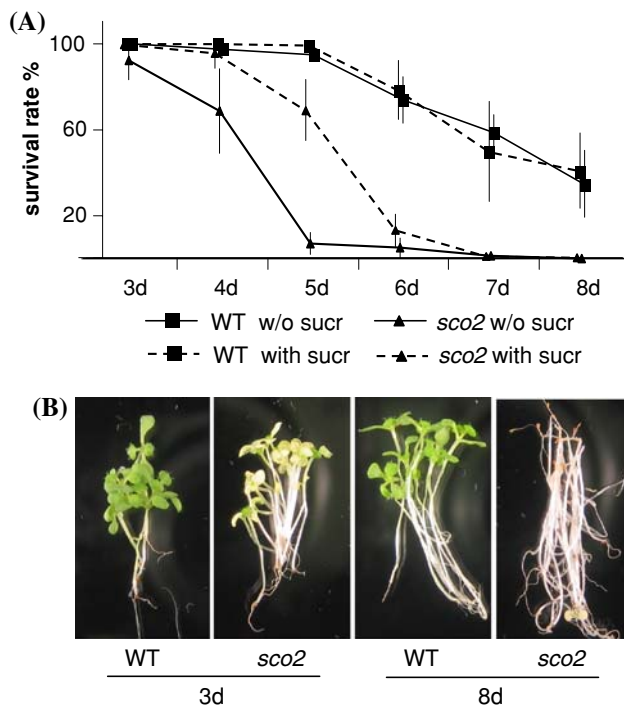 (A)
survival rate %
100
60
20
3d 4d 5d 6d 7d 8d
WT w/o sucr sco2 w/o sucr
WT with sucr sco2 with sucr
(B)
WT sco2 WT sco2
3d 8d